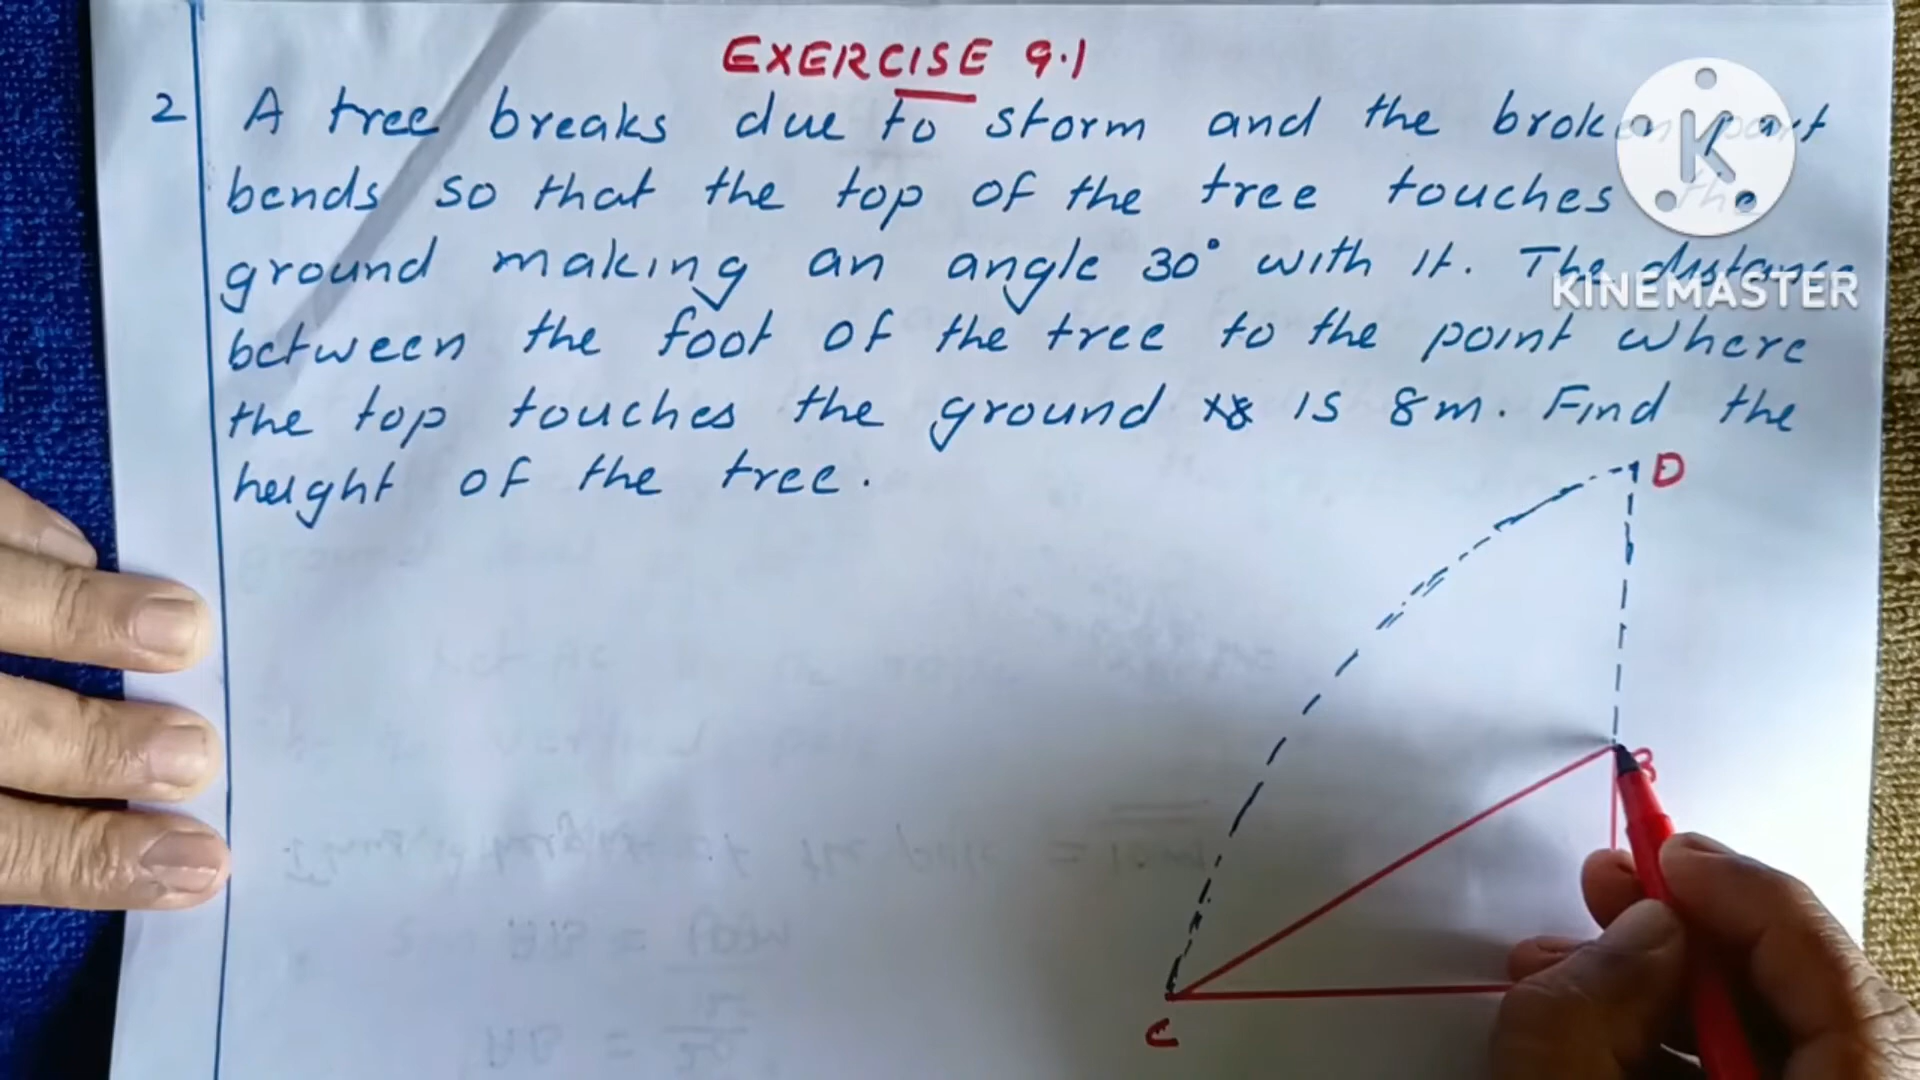 EXERCISE 9.1
2 A tree breaks due to storm and the broken part
bends so that the top of the tree touches the
ground making an angle 30° with it. The distance
KINEMASTER
between the foot of the tree to the point where
the top touches the ground is 8m. Find the
height of the tree.
D
B
C